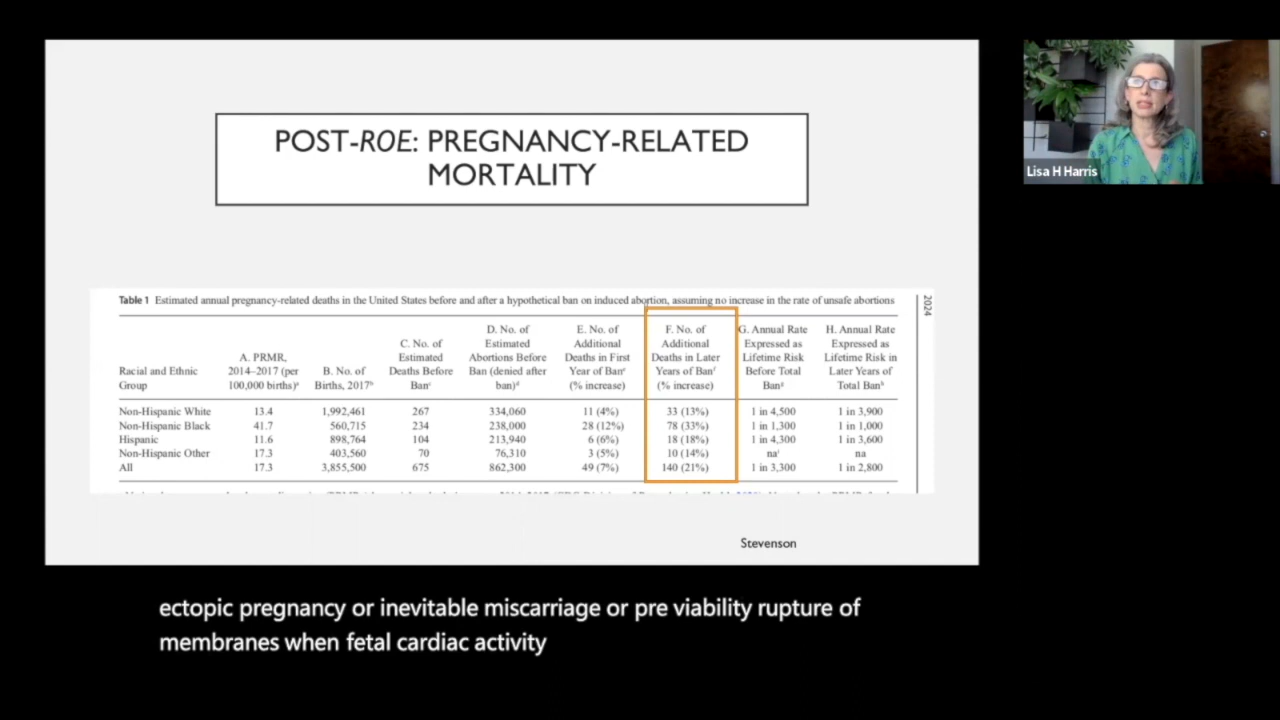 POST-ROE: PREGNANCY-RELATED
MORTALITY
Lisa H Harris
Table 1 Estimated annual pregnancy-related deaths in the United States before and after a hypothetical ban on induced abortion, assuming no increase in the rate of unsafe abortions
2024
Racial and Ethnic Group A. PRMR, 2014–2017 (per 100,000 births)a B. No. of Births, 2017b C. No. of Estimated Deaths Before Banc D. No. of Estimated Abortions Before Ban (denied after ban)d E. No. of Additional Deaths in First Year of Bane (% increase) F. No. of Additional Deaths in Later Years of Banf (% increase) G. Annual Rate Expressed as Lifetime Risk Before Total Bang H. Annual Rate Expressed as Lifetime Risk in Later Years of Total Banh
Non-Hispanic White 13.4 1,992,461 267 334,060 11 (4%) 33 (13%) 1 in 4,500 1 in 3,900
Non-Hispanic Black 41.7 560,715 234 238,000 28 (12%) 78 (33%) 1 in 1,300 1 in 1,000
Hispanic 11.6 898,764 104 213,940 6 (6%) 18 (18%) 1 in 4,300 1 in 3,600
Non-Hispanic Other 17.3 403,560 70 76,310 3 (5%) 10 (14%) nai na
All 17.3 3,855,500 675 862,300 49 (7%) 140 (21%) 1 in 3,300 1 in 2,800
Stevenson
ectopic pregnancy or inevitable miscarriage or pre viability rupture of
membranes when fetal cardiac activity